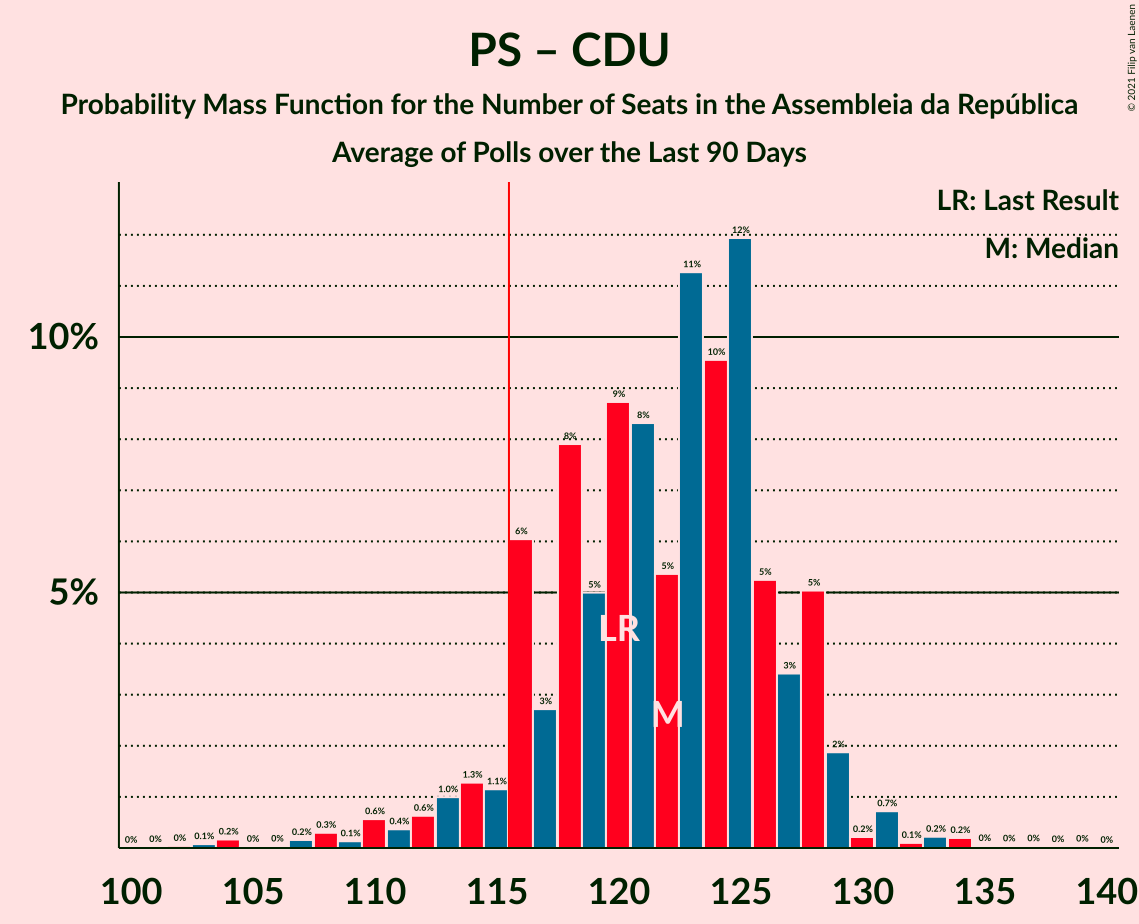 © 2021 Filip van Laenen
PS – CDU
Probability Mass Function for the Number of Seats in the Assembleia da República
Average of Polls over the Last 90 Days
LR: Last Result
M: Median
10%
5%
0% 0% 0% 0.1% 0.2% 0% 0% 0.2% 0.3% 0.1% 0.6% 0.4% 0.6% 1.0% 1.3% 1.1% 6% 3% 8% 5% 9% 8% 5% 11% 10% 12% 5% 3% 5% 2% 0.2% 0.7% 0.1% 0.2% 0.2% 0% 0% 0% 0% 0% 0%
LR
M
100 105 110 115 120 125 130 135 140